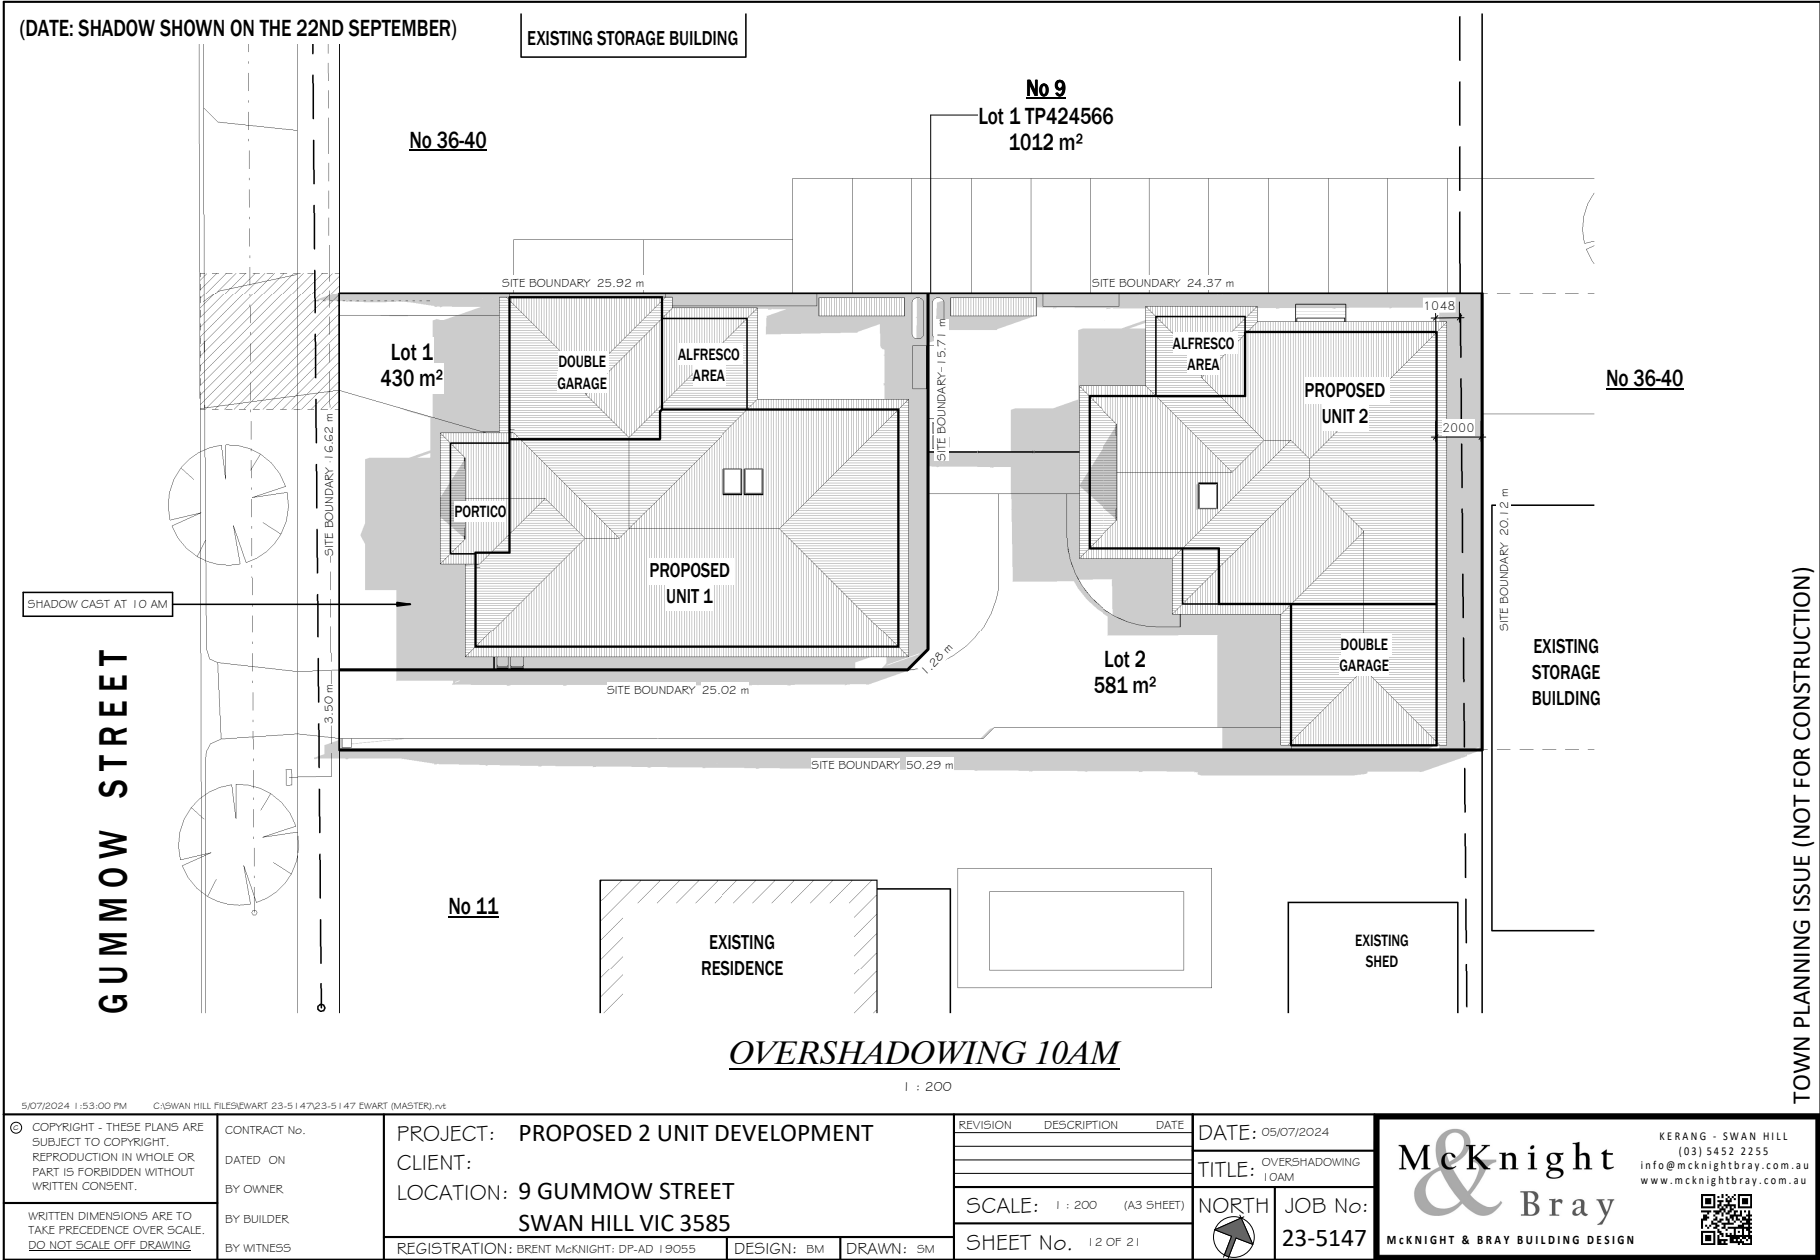 (DATE: SHADOW SHOWN ON THE 22ND SEPTEMBER)
EXISTING STORAGE BUILDING
No 9
Lot 1 TP424566
1012 m²
No 36-40
SITE BOUNDARY 25.92 m
SITE BOUNDARY 24.37 m
1048
Lot 1
430 m²
DOUBLE
GARAGE
ALFRESCO
AREA
SITE BOUNDARY 15.71 m
ALFRESCO
AREA
PROPOSED
UNIT 2
No 36-40
2000
SITE BOUNDARY 16.62 m
PORTICO
SITE BOUNDARY 20.12 m
PROPOSED
UNIT 1
SHADOW CAST AT 10 AM
1.28 m
Lot 2
581 m²
DOUBLE
GARAGE
EXISTING
STORAGE
BUILDING
3.50 m
SITE BOUNDARY 25.02 m
SITE BOUNDARY 50.29 m
GUMMOW STREET
No 11
EXISTING
RESIDENCE
EXISTING
SHED
TOWN PLANNING ISSUE (NOT FOR CONSTRUCTION)
OVERSHADOWING 10AM
1 : 200
5/07/2024 1:53:00 PM C:\SWAN HILL FILES\EWART 23-5147\23-5147 EWART (MASTER).rvt
© COPYRIGHT - THESE PLANS ARE
SUBJECT TO COPYRIGHT.
REPRODUCTION IN WHOLE OR
PART IS FORBIDDEN WITHOUT
WRITTEN CONSENT.
WRITTEN DIMENSIONS ARE TO
TAKE PRECEDENCE OVER SCALE.
DO NOT SCALE OFF DRAWING
CONTRACT No.
DATED ON
BY OWNER
BY BUILDER
BY WITNESS
PROJECT: PROPOSED 2 UNIT DEVELOPMENT
CLIENT:
LOCATION: 9 GUMMOW STREET
SWAN HILL VIC 3585
REGISTRATION: BRENT McKNIGHT: DP-AD 19055
DESIGN: BM
DRAWN: SM
REVISION DESCRIPTION DATE
SCALE: 1 : 200 (A3 SHEET)
SHEET No. 12 OF 21
DATE: 05/07/2024
TITLE: OVERSHADOWING
10AM
NORTH
JOB No:
23-5147
McKnight
&
Bray
McKNIGHT & BRAY BUILDING DESIGN
KERANG - SWAN HILL
(03) 5452 2255
info@mcknightbray.com.au
www.mcknightbray.com.au